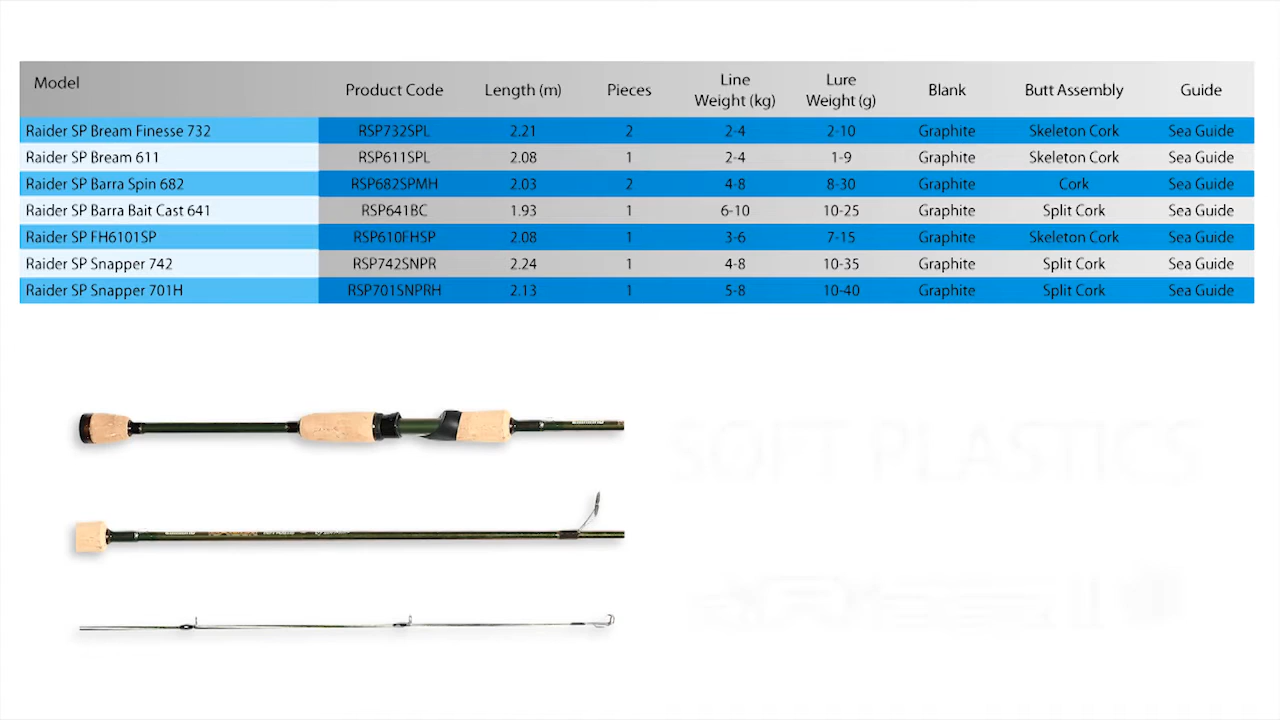 Model Product Code Length (m) Pieces Line Weight (kg) Lure Weight (g) Blank Butt Assembly Guide
Raider SP Bream Finesse 732 RSP732SPL 2.21 2 2-4 2-10 Graphite Skeleton Cork Sea Guide
Raider SP Bream 611 RSP611SPL 2.08 1 2-4 1-9 Graphite Skeleton Cork Sea Guide
Raider SP Barra Spin 682 RSP682SPMH 2.03 2 4-8 8-30 Graphite Cork Sea Guide
Raider SP Barra Bait Cast 641 RSP641BC 1.93 1 6-10 10-25 Graphite Split Cork Sea Guide
Raider SP FH6101SP RSP610FHSP 2.08 1 3-6 7-15 Graphite Skeleton Cork Sea Guide
Raider SP Snapper 742 RSP742SNPR 2.24 1 4-8 10-35 Graphite Split Cork Sea Guide
Raider SP Snapper 701H RSP701SNPRH 2.13 1 5-8 10-40 Graphite Split Cork Sea Guide
SOFT PLASTICS